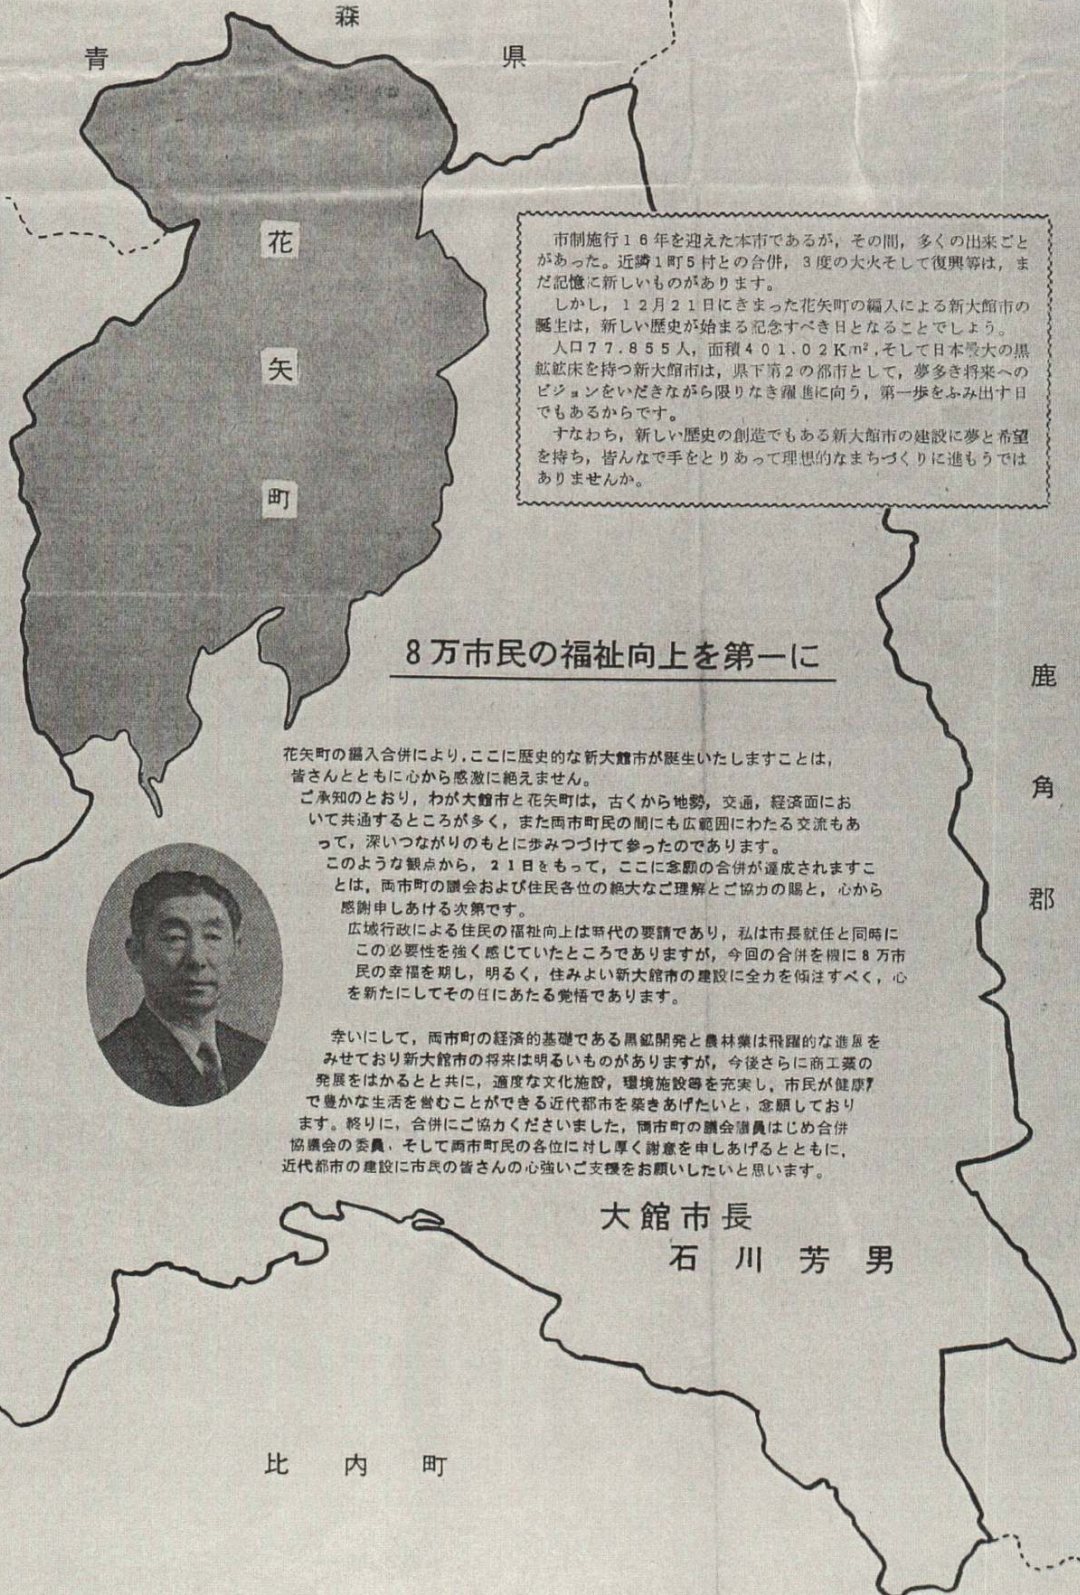 青森県
花矢町
市制施行16年を迎えた本市であるが，その間，多くの出来ごと
があった。近隣1町5村との合併，3度の大火そして復興等は，ま
だ記憶に新しいものがあります。
しかし，12月21日にきまった花矢町の編入による新大館市の
誕生は，新しい歴史が始まる記念すべき日となることでしょう。
人口77.855人，面積401.02Km²，そして日本最大の黒
鉱鉱床を持つ新大館市は，県下第2の都市として，夢多き将来への
ビジョンをいだきながら限りなき躍進に向う，第一歩をふみ出す日
でもあるからです。
すなわち，新しい歴史の創造でもある新大館市の建設に夢と希望
を持ち，皆んなで手をとりあって理想的なまちづくりに進もうでは
ありませんか。
8万市民の福祉向上を第一に
花矢町の編入合併により，ここに歴史的な新大館市が誕生いたしますことは，
皆さんとともに心から感激に絶えません。
ご承知のとおり，わが大館市と花矢町は，古くから地勢，交通，経済面にお
いて共通するところが多く，また両市町民の間にも広範囲にわたる交流もあ
って，深いつながりのもとに歩みつづけて参ったのであります。
このような観点から，21日をもって，ここに念願の合併が達成されますこ
とは，両市町の議会および住民各位の絶大なご理解とご協力の賜と，心から
感謝申しあける次第です。
広域行政による住民の福祉向上は時代の要請であり，私は市長就任と同時に
この必要性を強く感じていたところでありますが，今回の合併を機に8万市
民の幸福を期し，明るく，住みよい新大館市の建設に全力を傾注すべく，心
を新たにしてその任にあたる覚悟であります。
幸いにして，両市町の経済的基礎である黒鉱開発と農林業は飛躍的な進展を
みせており新大館市の将来は明るいものがありますが，今後さらに商工業の
発展をはかるとと共に，適度な文化施設，環境施設等を充実し，市民が健康
で豊かな生活を営むことができる近代都市を築きあげたいと，念願しており
ます。終りに，合併にご協力くださいました，両市町の議会議員はじめ合併
協議会の委員，そして両市町民の各位に対し厚く謝意を申しあげるとともに，
近代都市の建設に市民の皆さんの心強いご支援をお願いしたいと思います。
大館市長
石川芳男
鹿角郡
比内町